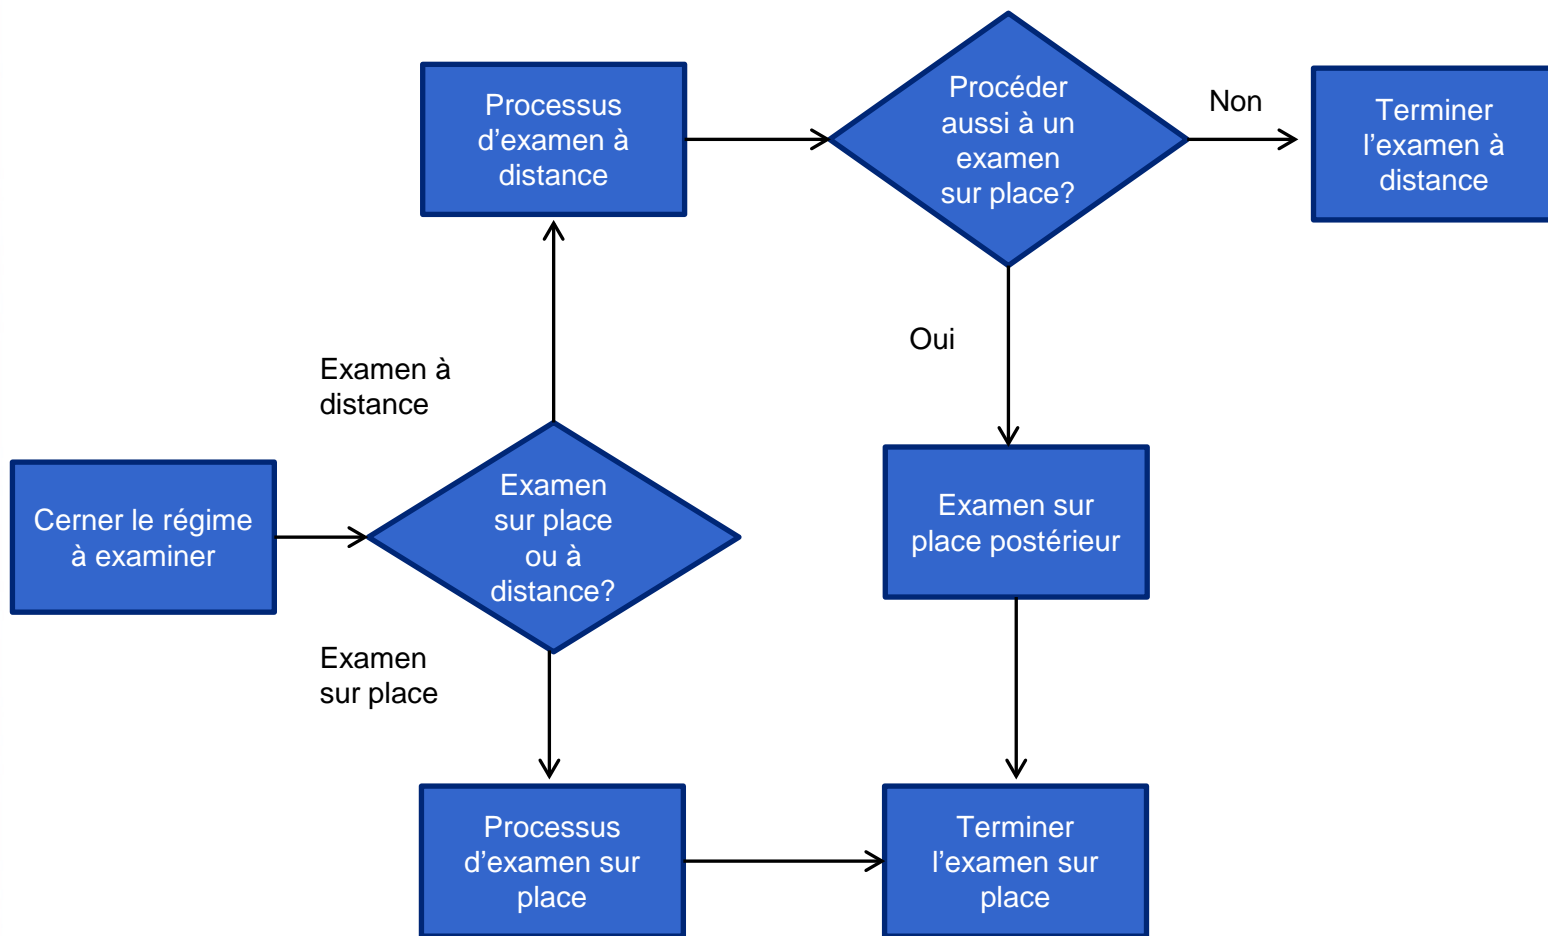 Processus
d’examen à
distance
Procéder
aussi à un
examen
sur place?
Non
Terminer
l’examen à
distance
Oui
Examen à
distance
Cerner le régime
à examiner
Examen
sur place
ou à
distance?
Examen sur
place postérieur
Examen
sur place
Processus
d’examen sur
place
Terminer
l’examen sur
place